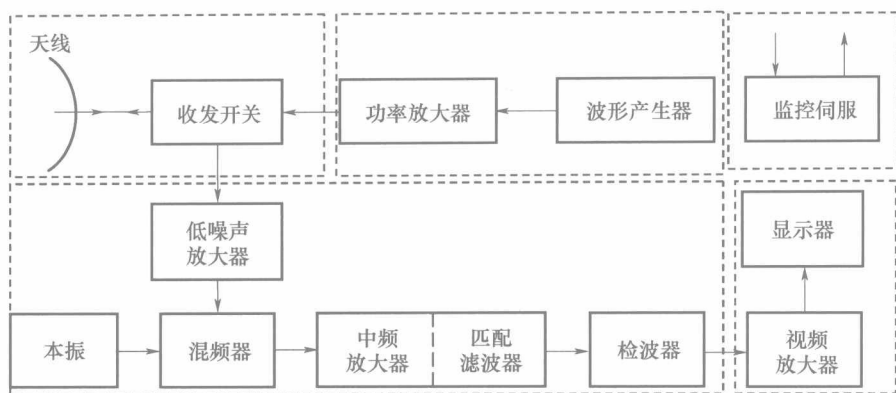 天线
收发开关
功率放大器
波形产生器
监控伺服
低噪声
放大器
显示器
本振
混频器
中频
放大器
匹配
滤波器
检波器
视频
放大器